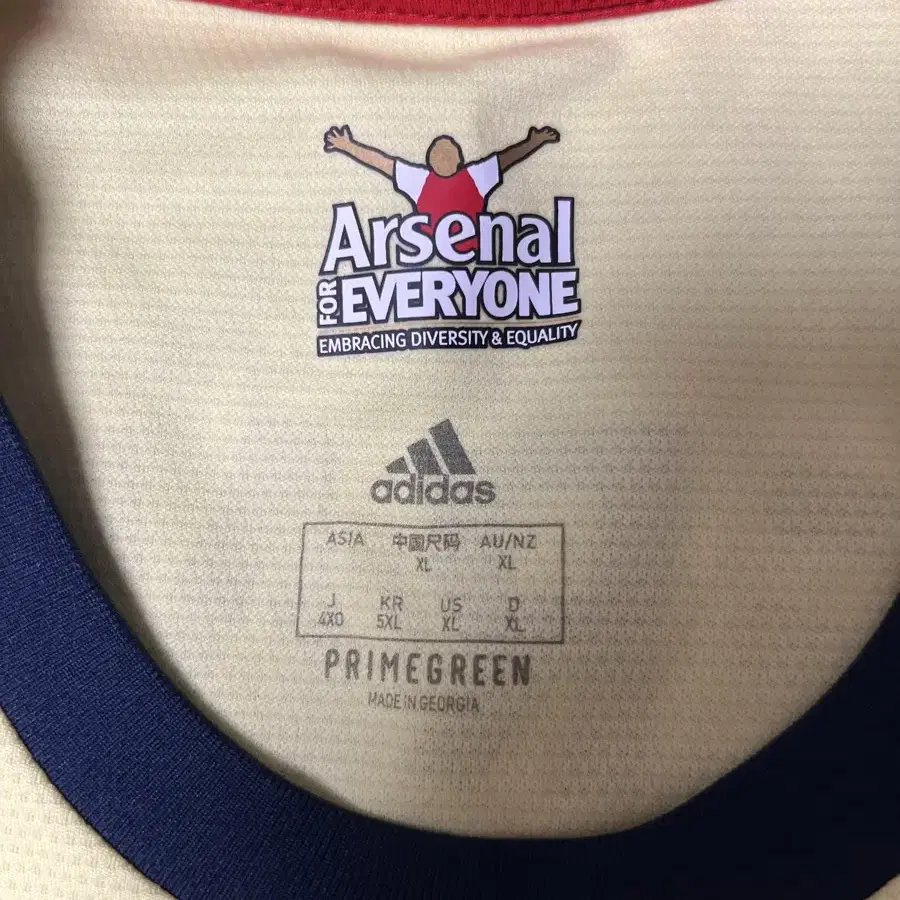 Arsenal
FOR EVERYONE
EMBRACING DIVERSITY & EQUALITY
adidas
ASIA 中国尺码 AU/NZ
XL XL
J KR US D
4XO 5XL XL XL
PRIMEGREEN
MADE IN GEORGIA